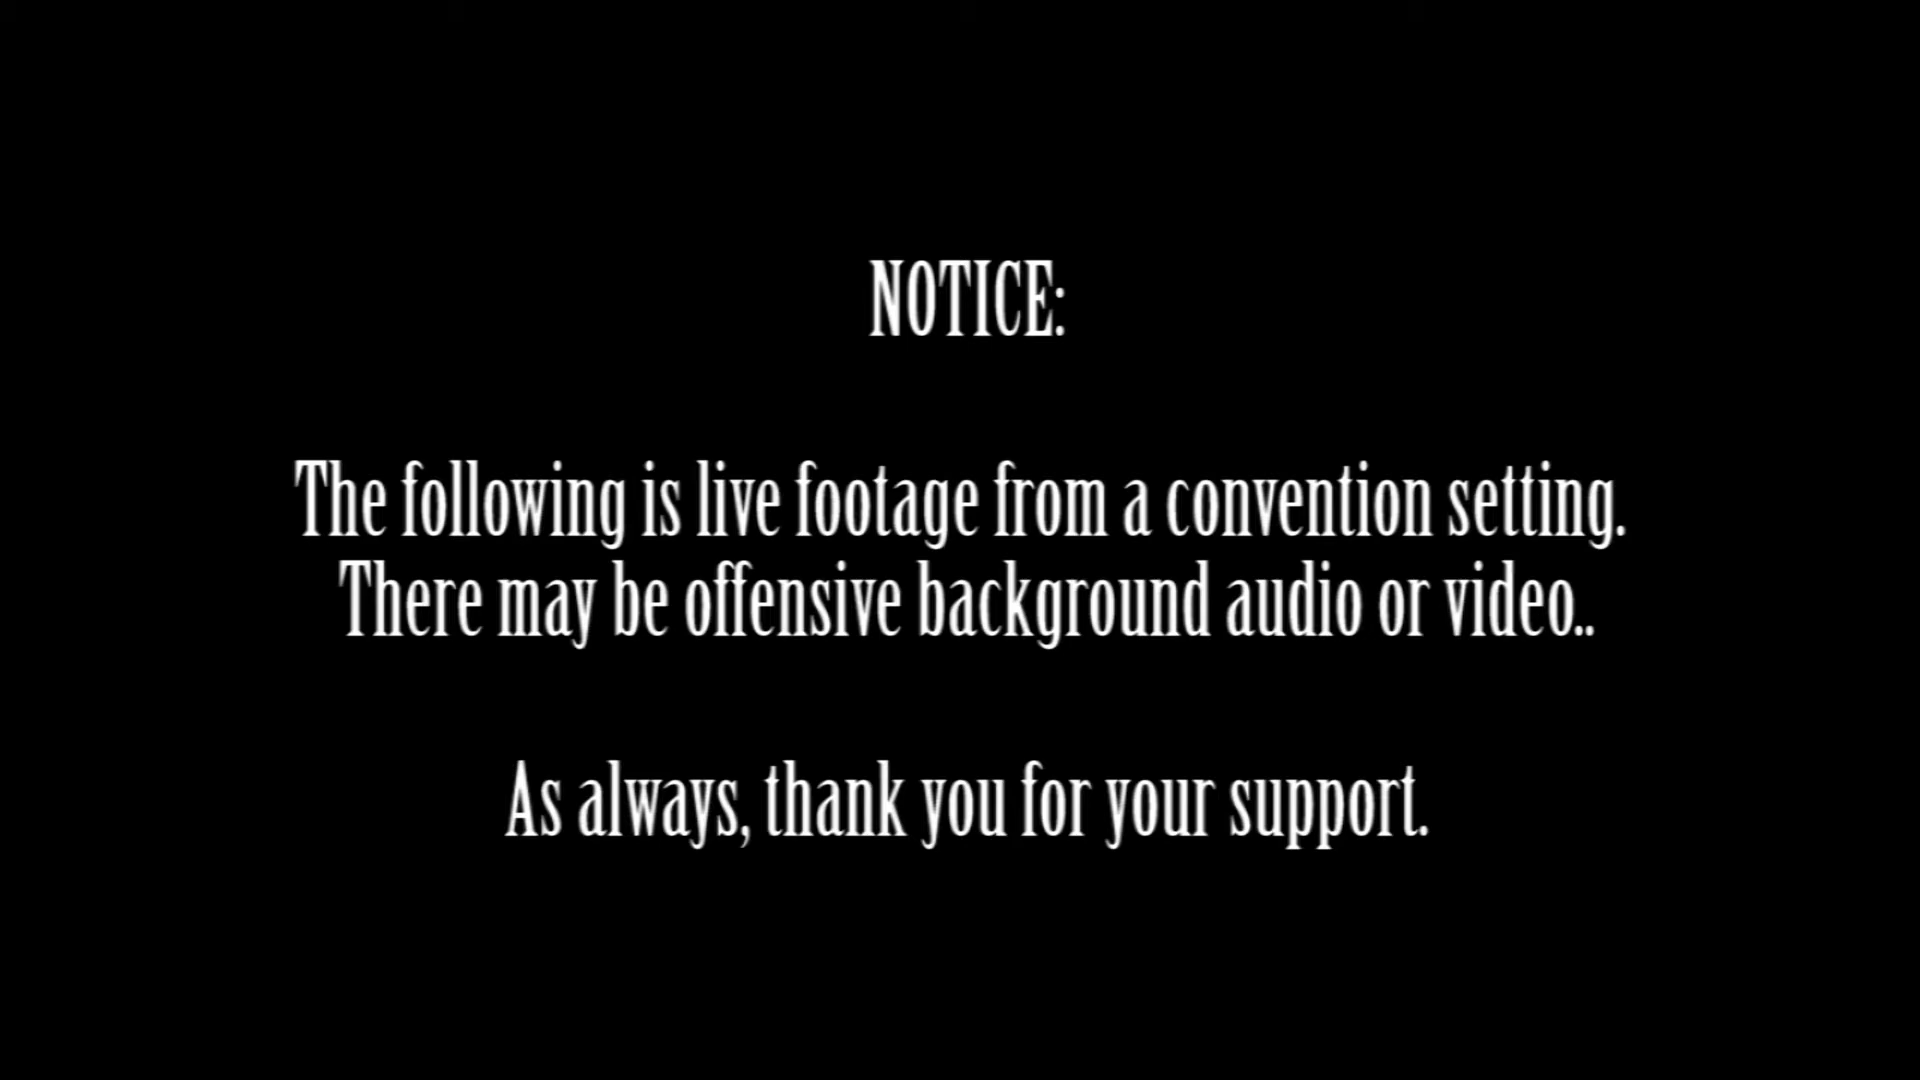 NOTICE:
The following is live footage from a convention setting.
There may be offensive background audio or video..
As always, thank you for your support.